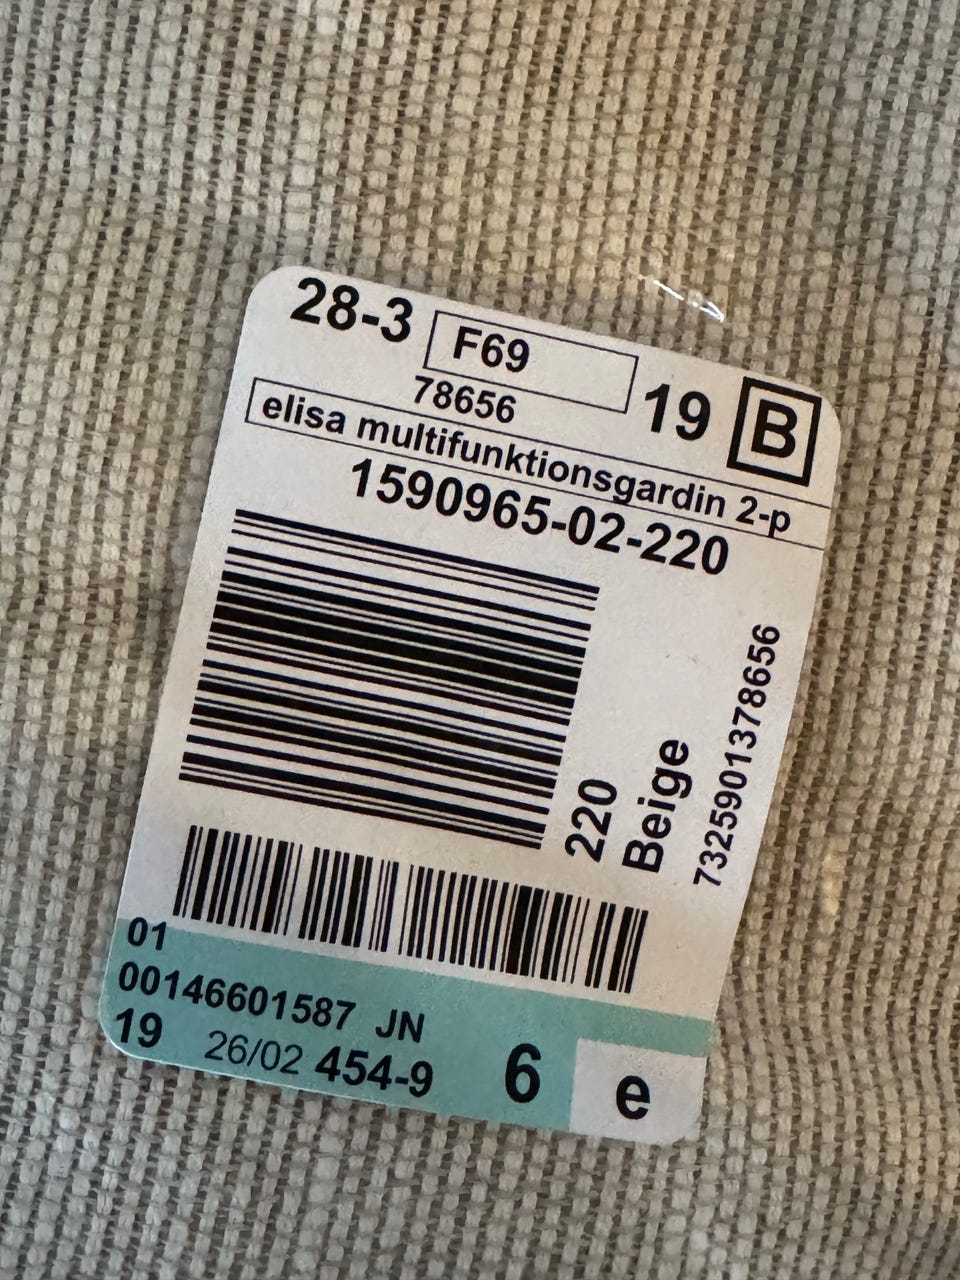 28-3 F69 19 B
78656
elisa multifunktionsgardin 2-p
1590965-02-220
220
Beige
7325901378656
01
00146601587 JN
19 26/02 454-9 6 e